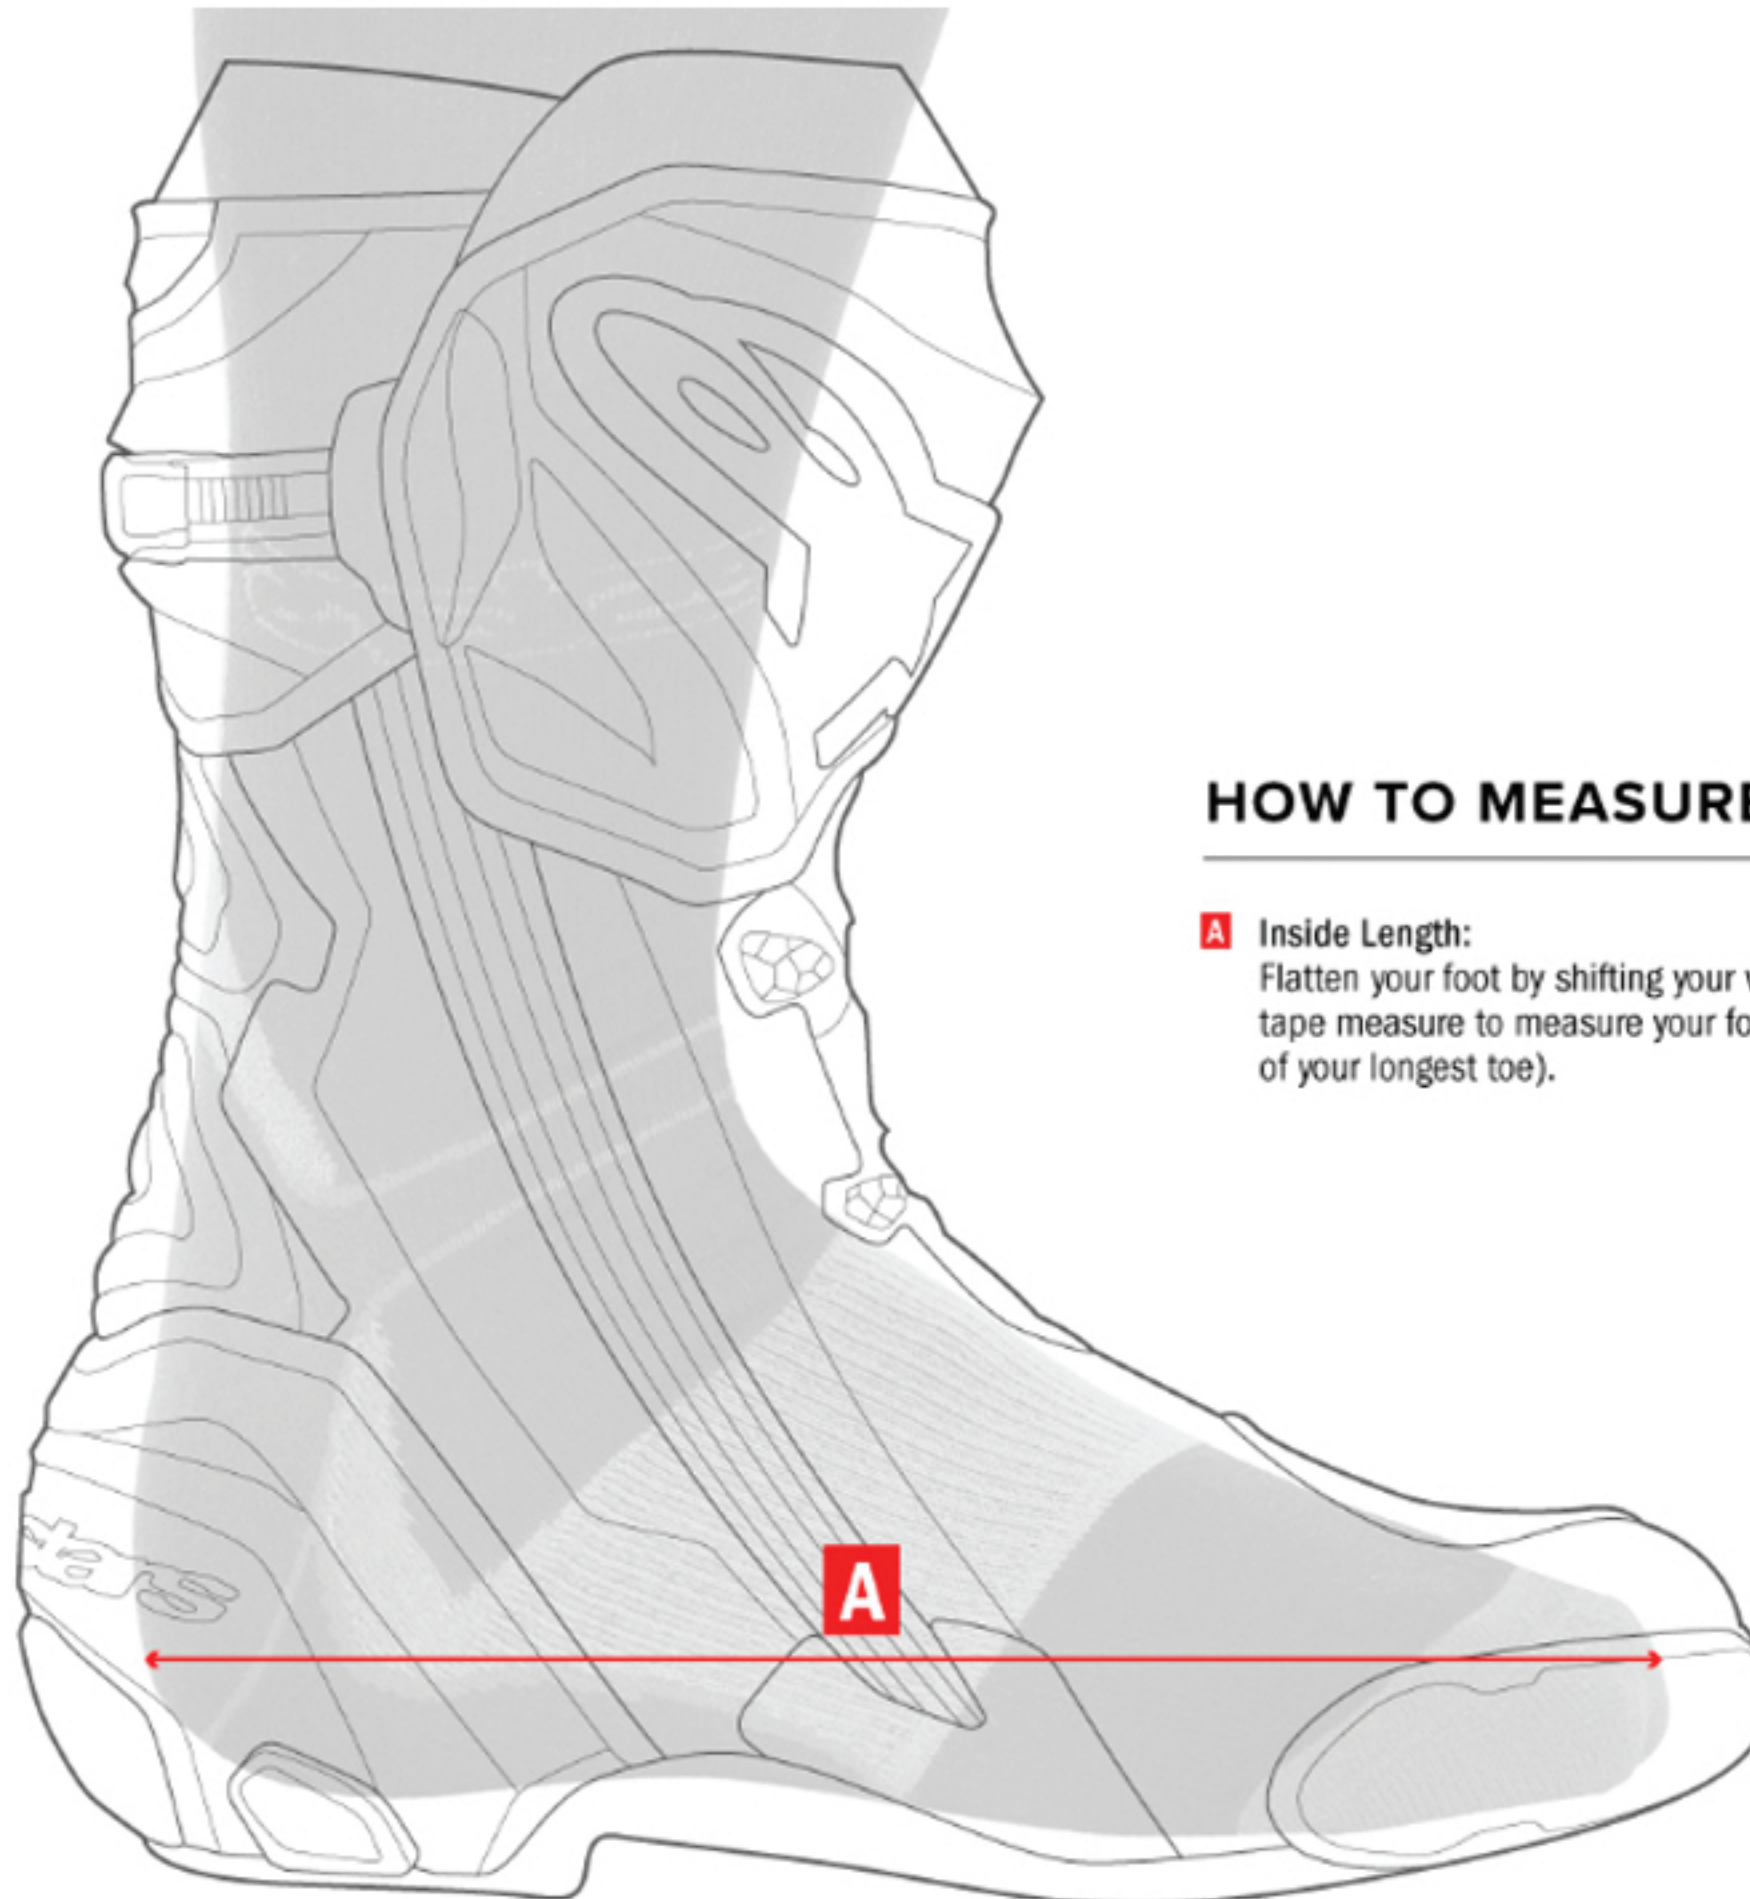 HOW TO MEASURE
A Inside Length:
Flatten your foot by shifting your
tape measure to measure your
of your longest toe).
A